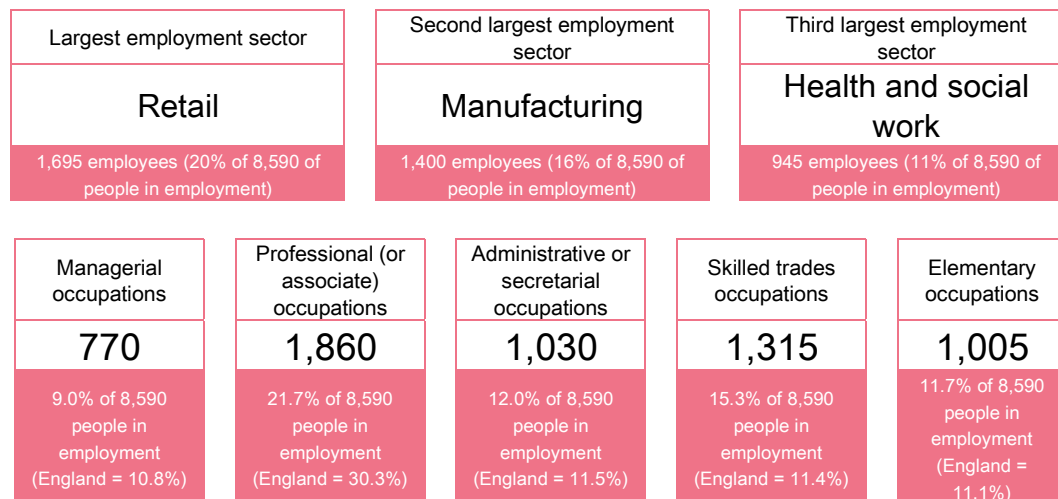 Largest employment sector
Retail
1,695 employees (20% of 8,590 of
people in employment)
Second largest employment
sector
Manufacturing
1,400 employees (16% of 8,590 of
people in employment)
Third largest employment
sector
Health and social
work
945 employees (11% of 8,590 of
people in employment)
Managerial
occupations
770
9.0% of 8,590
people in
employment
(England = 10.8%)
Professional (or
associate)
occupations
1,860
21.7% of 8,590
people in
employment
(England = 30.3%)
Administrative or
secretarial
occupations
1,030
12.0% of 8,590
people in
employment
(England = 11.5%)
Skilled trades
occupations
1,315
15.3% of 8,590
people in
employment
(England = 11.4%)
Elementary
occupations
1,005
11.7% of 8,590
people in
employment
(England =
11.1%)